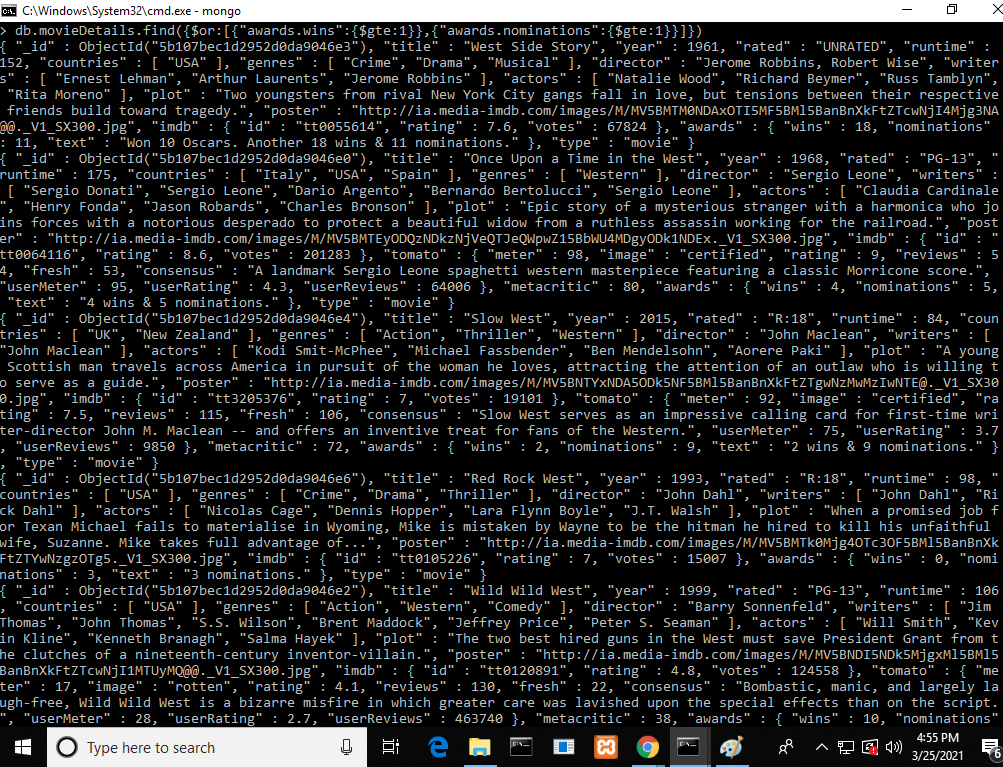 C:\Windows\System32\cmd.exe - mongo
> db.movieDetails.find({$or:[{"awards.wins":{$gte:1}},{"awards.nominations":{$gte:1}}]})
{ "_id" : ObjectId("5b107bec1d2952d0da9046e3"), "title" : "West Side Story", "year" : 1961, "rated" : "UNRATED", "runtime" :
152, "countries" : [ "USA" ], "genres" : [ "Crime", "Drama", "Musical" ], "director" : "Jerome Robbins, Robert Wise", "writer
s" : [ "Ernest Lehman", "Arthur Laurents", "Jerome Robbins" ], "actors" : [ "Natalie Wood", "Richard Beymer", "Russ Tamblyn",
 "Rita Moreno" ], "plot" : "Two youngsters from rival New York City gangs fall in love, but tensions between their respective
 friends build toward tragedy.", "poster" : "http://ia.media-imdb.com/images/M/MV5BMTM0NDAxOTI5MF5BMl5BanBnXkFtZTcwNjI4Mjg3NA
@@._V1_SX300.jpg", "imdb" : { "id" : "tt0055614", "rating" : 7.6, "votes" : 67824 }, "awards" : { "wins" : 18, "nominations"
: 11, "text" : "Won 10 Oscars. Another 18 wins & 11 nominations." }, "type" : "movie" }
{ "_id" : ObjectId("5b107bec1d2952d0da9046e0"), "title" : "Once Upon a Time in the West", "year" : 1968, "rated" : "PG-13", "
runtime" : 175, "countries" : [ "Italy", "USA", "Spain" ], "genres" : [ "Western" ], "director" : "Sergio Leone", "writers" :
 [ "Sergio Donati", "Sergio Leone", "Dario Argento", "Bernardo Bertolucci", "Sergio Leone" ], "actors" : [ "Claudia Cardinale
", "Henry Fonda", "Jason Robards", "Charles Bronson" ], "plot" : "Epic story of a mysterious stranger with a harmonica who jo
ins forces with a notorious desperado to protect a beautiful widow from a ruthless assassin working for the railroad.", "post
er" : "http://ia.media-imdb.com/images/M/MV5BMTEyODQzNDkzNjVeQTJeQWpwZ15BbWU4MDgyODk1NDEx._V1_SX300.jpg", "imdb" : { "id" : "
tt0064116", "rating" : 8.6, "votes" : 201283 }, "tomato" : { "meter" : 98, "image" : "certified", "rating" : 9, "reviews" : 5
4, "fresh" : 53, "consensus" : "A landmark Sergio Leone spaghetti western masterpiece featuring a classic Morricone score.",
"userMeter" : 95, "userRating" : 4.3, "userReviews" : 64006 }, "metacritic" : 80, "awards" : { "wins" : 4, "nominations" : 5,
 "text" : "4 wins & 5 nominations." }, "type" : "movie" }
{ "_id" : ObjectId("5b107bec1d2952d0da9046e4"), "title" : "Slow West", "year" : 2015, "rated" : "R:18", "runtime" : 84, "coun
tries" : [ "UK", "New Zealand" ], "genres" : [ "Action", "Thriller", "Western" ], "director" : "John Maclean", "writers" : [
"John Maclean" ], "actors" : [ "Kodi Smit-McPhee", "Michael Fassbender", "Ben Mendelsohn", "Aorere Paki" ], "plot" : "A young
 Scottish man travels across America in pursuit of the woman he loves, attracting the attention of an outlaw who is willing t
o serve as a guide.", "poster" : "http://ia.media-imdb.com/images/M/MV5BNTYxNDA5ODk5NF5BMl5BanBnXkFtZTgwNzMwMzIwNTE@._V1_SX30
0.jpg", "imdb" : { "id" : "tt3205376", "rating" : 7, "votes" : 19101 }, "tomato" : { "meter" : 92, "image" : "certified", "ra
ting" : 7.5, "reviews" : 115, "fresh" : 106, "consensus" : "Slow West serves as an impressive calling card for first-time wri
ter-director John M. Maclean -- and offers an inventive treat for fans of the Western.", "userMeter" : 75, "userRating" : 3.7
, "userReviews" : 9850 }, "metacritic" : 72, "awards" : { "wins" : 2, "nominations" : 9, "text" : "2 wins & 9 nominations." }
, "type" : "movie" }
{ "_id" : ObjectId("5b107bec1d2952d0da9046e6"), "title" : "Red Rock West", "year" : 1993, "rated" : "R:18", "runtime" : 98, "
countries" : [ "USA" ], "genres" : [ "Crime", "Drama", "Thriller" ], "director" : "John Dahl", "writers" : [ "John Dahl", "Ri
ck Dahl" ], "actors" : [ "Nicolas Cage", "Dennis Hopper", "Lara Flynn Boyle", "J.T. Walsh" ], "plot" : "When a promised job f
or Texan Michael fails to materialise in Wyoming, Mike is mistaken by Wayne to be the hitman he hired to kill his unfaithful
wife, Suzanne. Mike takes full advantage of...", "poster" : "http://ia.media-imdb.com/images/M/MV5BMTk0Mjg4OTc3OF5BMl5BanBnXk
FtZTYwNzgzOTg5._V1_SX300.jpg", "imdb" : { "id" : "tt0105226", "rating" : 7, "votes" : 15007 }, "awards" : { "wins" : 0, "nomi
nations" : 3, "text" : "3 nominations." }, "type" : "movie" }
{ "_id" : ObjectId("5b107bec1d2952d0da9046e2"), "title" : "Wild Wild West", "year" : 1999, "rated" : "PG-13", "runtime" : 106
, "countries" : [ "USA" ], "genres" : [ "Action", "Western", "Comedy" ], "director" : "Barry Sonnenfeld", "writers" : [ "Jim
Thomas", "John Thomas", "S.S. Wilson", "Brent Maddock", "Jeffrey Price", "Peter S. Seaman" ], "actors" : [ "Will Smith", "Kev
in Kline", "Kenneth Branagh", "Salma Hayek" ], "plot" : "The two best hired guns in the West must save President Grant from t
he clutches of a nineteenth-century inventor-villain.", "poster" : "http://ia.media-imdb.com/images/M/MV5BNDI5NDk5MjgxMl5BMl5
BanBnXkFtZTcwNjI1MTUyMQ@@._V1_SX300.jpg", "imdb" : { "id" : "tt0120891", "rating" : 4.8, "votes" : 124558 }, "tomato" : { "me
ter" : 17, "image" : "rotten", "rating" : 4.1, "reviews" : 130, "fresh" : 22, "consensus" : "Bombastic, manic, and largely la
ugh-free, Wild Wild West is a bizarre misfire in which greater care was lavished upon the special effects than on the script.
", "userMeter" : 28, "userRating" : 2.7, "userReviews" : 463740 }, "metacritic" : 38, "awards" : { "wins" : 10, "nominations"
Type here to search
4:55 PM
3/25/2021
6